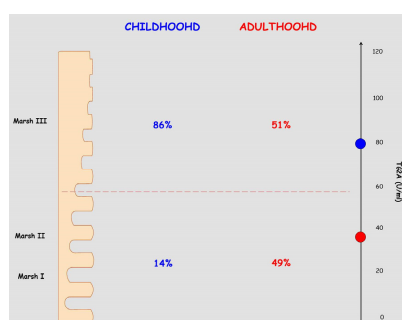 CHILDHOOHD ADULTHOOHD
120
100
Marsh III 86% 51%
80
TG2A (U/ml)
60
40
Marsh II
14% 49%
20
Marsh I
0